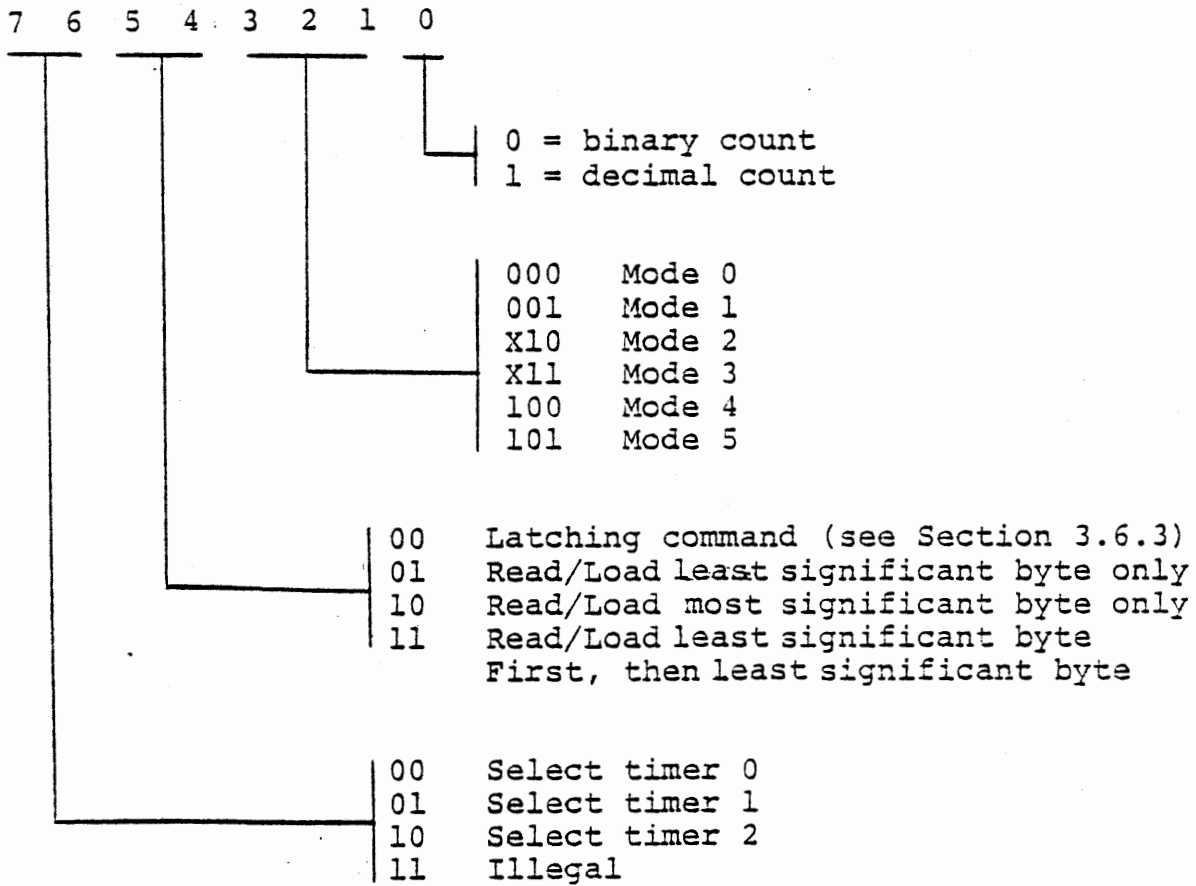 7 6 5 4 3 2 1 0
0 = binary count
1 = decimal count
000 Mode 0
001 Mode 1
X10 Mode 2
X11 Mode 3
100 Mode 4
101 Mode 5
00 Latching command (see Section 3.6.3)
01 Read/Load least significant byte only
10 Read/Load most significant byte only
11 Read/Load least significant byte
First, then least significant byte
00 Select timer 0
01 Select timer 1
10 Select timer 2
11 Illegal